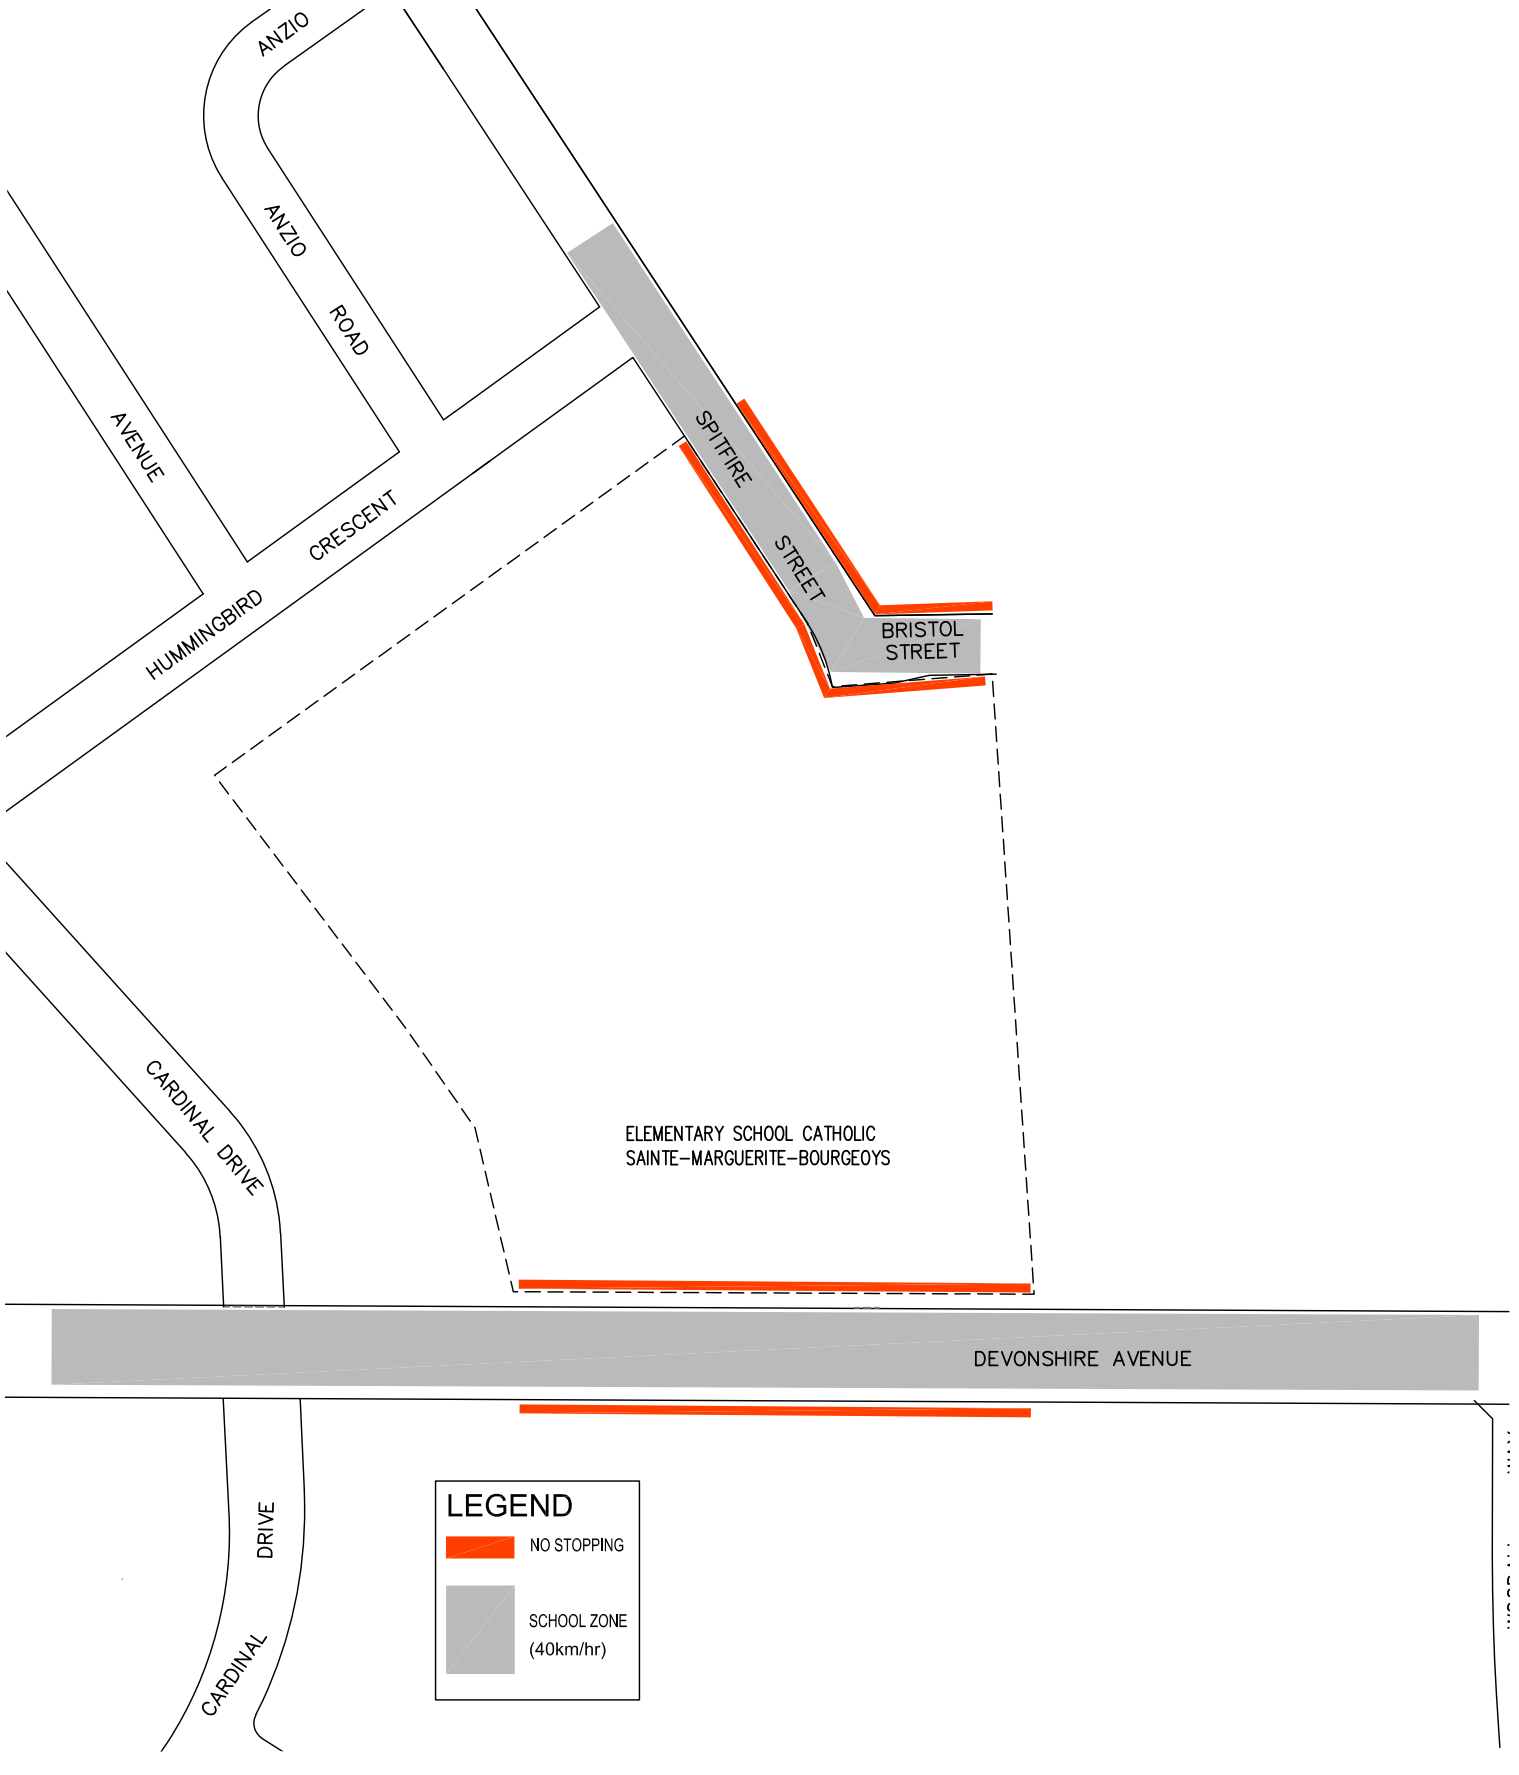 ANZIO
ANZIO
ROAD
AVENUE
SPITFIRE
STREET
HUMMINGBIRD CRESCENT
BRISTOL
STREET
CARDINAL DRIVE
ELEMENTARY SCHOOL CATHOLIC
SAINTE-MARGUERITE-BOURGEOYS
DEVONSHIRE AVENUE
CARDINAL DRIVE
LEGEND
NO STOPPING
SCHOOL ZONE
(40km/hr)